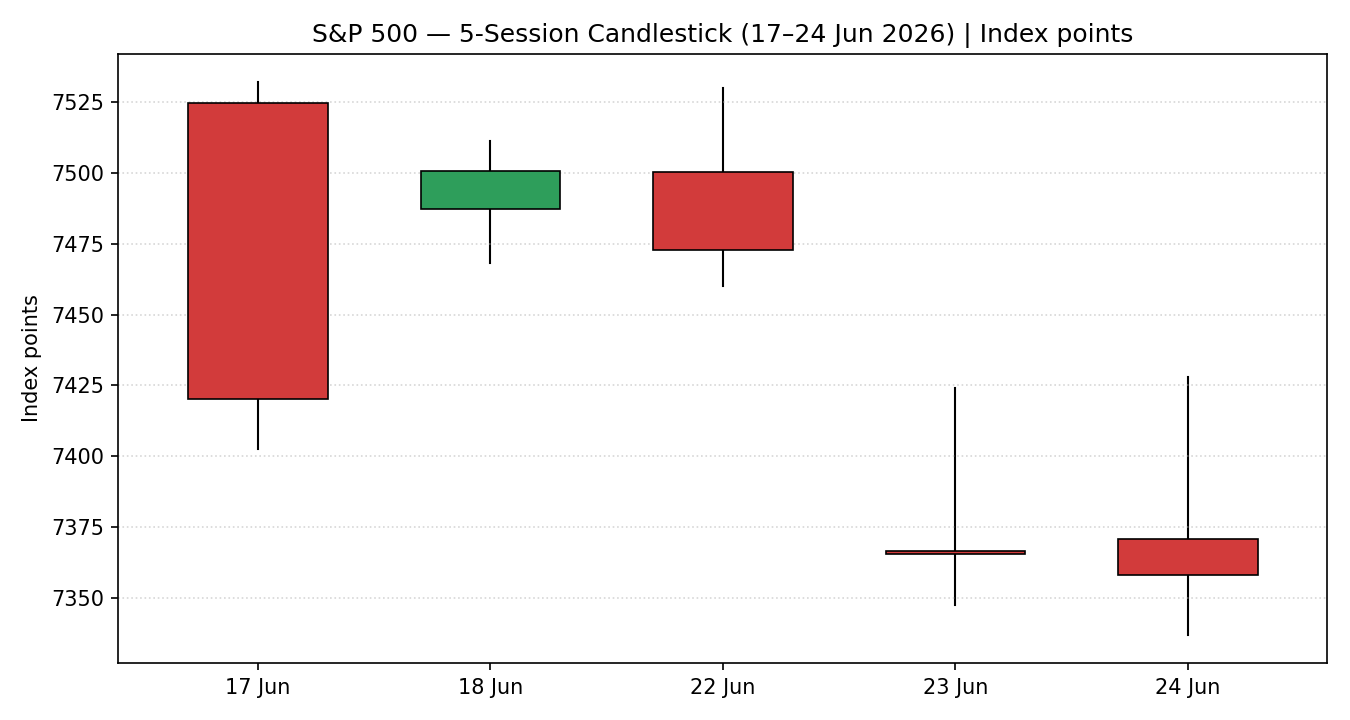 S&P 500 — 5-Session Candlestick (17–24 Jun 2026) | Index points
Index points
7525
7500
7475
7450
7425
7400
7375
7350
17 Jun
18 Jun
22 Jun
23 Jun
24 Jun